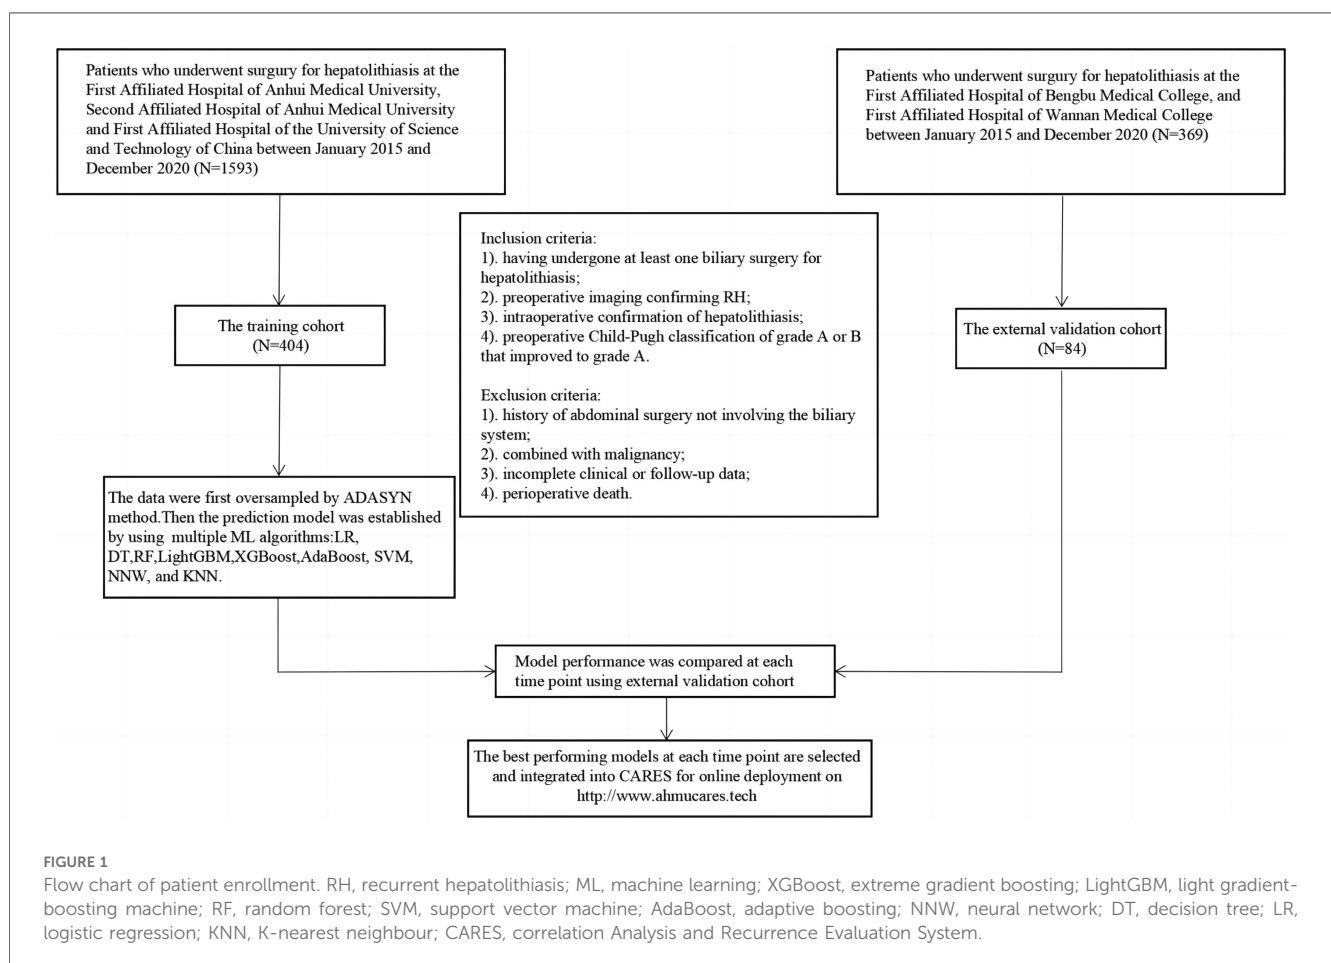 Patients who underwent surgury for hepatolithiasis at the
First Affiliated Hospital of Anhui Medical University,
Second Affiliated Hospital of Anhui Medical University
and First Affiliated Hospital of the University of Science
and Technology of China between January 2015 and
December 2020 (N=1593)
Patients who underwent surgury for hepatolithiasis at the
First Affiliated Hospital of Bengbu Medical College, and
First Affiliated Hospital of Wannan Medical College
between January 2015 and December 2020 (N=369)
Inclusion criteria:
1). having undergone at least one biliary surgery for
hepatolithiasis;
2). preoperative imaging confirming RH;
3). intraoperative confirmation of hepatolithiasis;
4). preoperative Child-Pugh classification of grade A or B
that improved to grade A.
Exclusion criteria:
1). history of abdominal surgery not involving the biliary
system;
2). combined with malignancy;
3). incomplete clinical or follow-up data;
4). perioperative death.
The training cohort
(N=404)
The external validation cohort
(N=84)
The data were first oversampled by ADASYN
method.Then the prediction model was established
by using multiple ML algorithms:LR,
DT,RF,LightGBM,XGBoost,AdaBoost, SVM,
NNW, and KNN.
Model performance was compared at each
time point using external validation cohort
The best performing models at each time point are selected
and integrated into CARES for online deployment on
http://www.ahmucares.tech
FIGURE 1
Flow chart of patient enrollment. RH, recurrent hepatolithiasis; ML, machine learning; XGBoost, extreme gradient boosting; LightGBM, light gradient-
boosting machine; RF, random forest; SVM, support vector machine; AdaBoost, adaptive boosting; NNW, neural network; DT, decision tree; LR,
logistic regression; KNN, K-nearest neighbour; CARES, correlation Analysis and Recurrence Evaluation System.